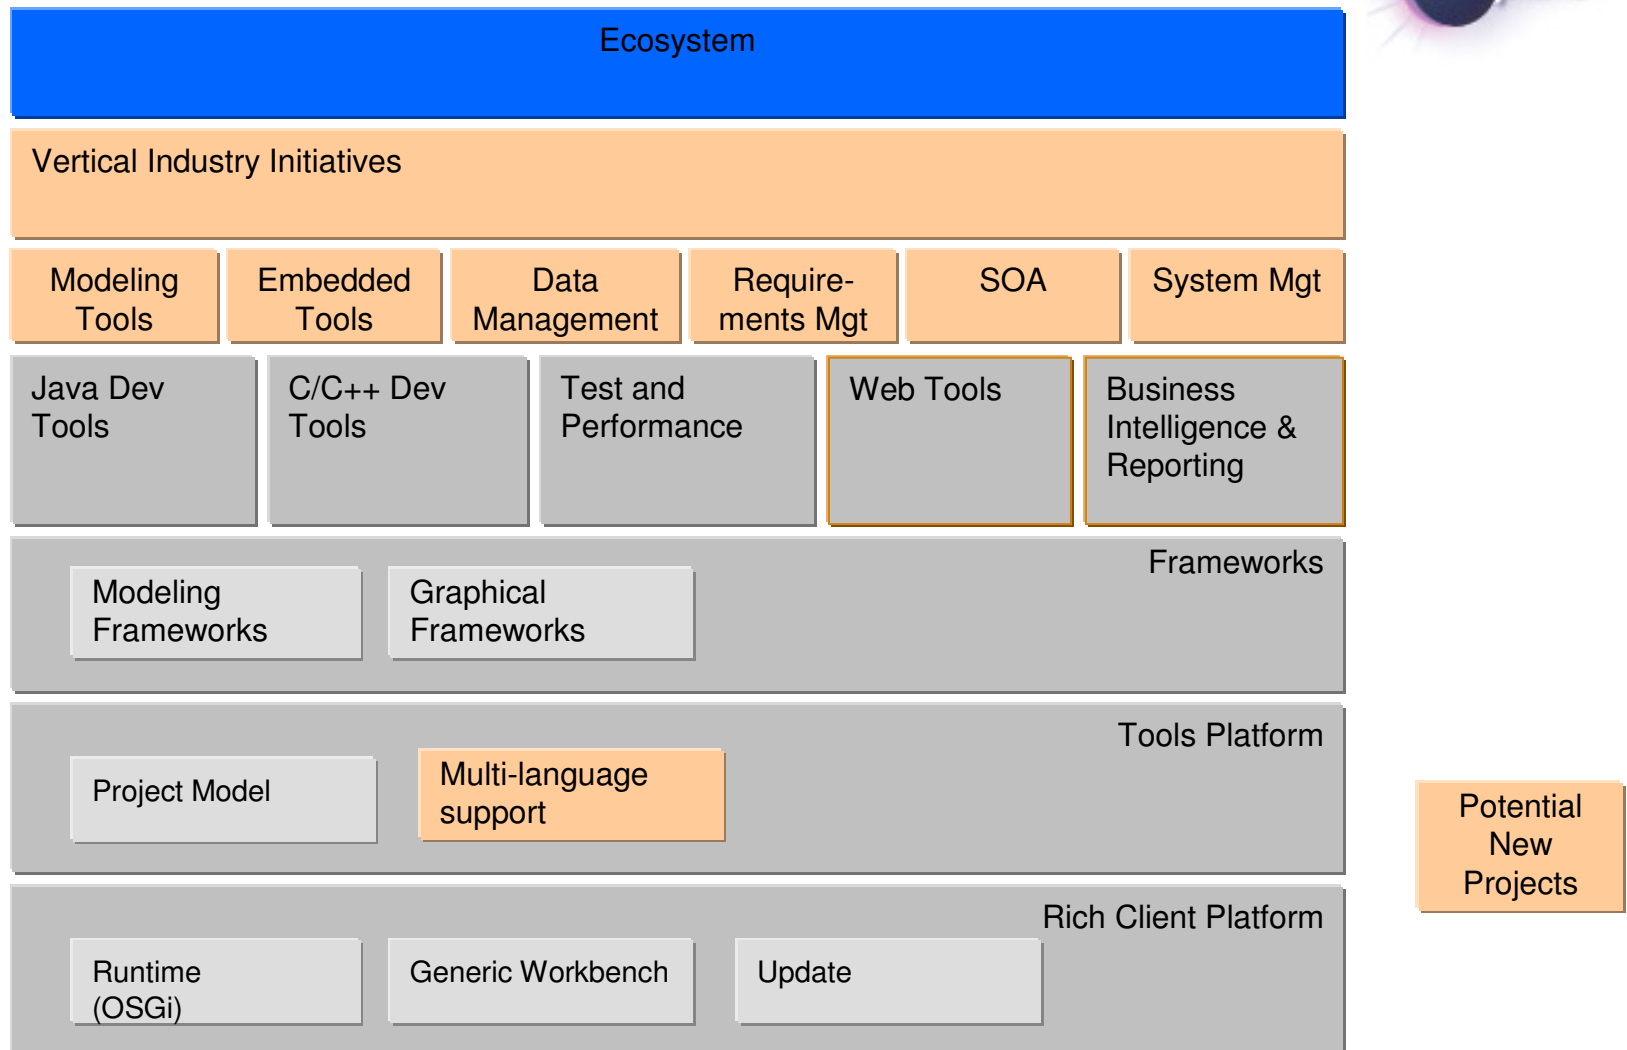 Ecosystem
Vertical Industry Initiatives
Modeling
Tools
Embedded
Tools
Data
Management
Require-
ments Mgt
SOA
System Mgt
Java Dev
Tools
C/C++ Dev
Tools
Test and
Performance
Web Tools
Business
Intelligence &
Reporting
Frameworks
Modeling
Frameworks
Graphical
Frameworks
Tools Platform
Project Model
Multi-language
support
Potential
New
Projects
Rich Client Platform
Runtime
(OSGi)
Generic Workbench
Update